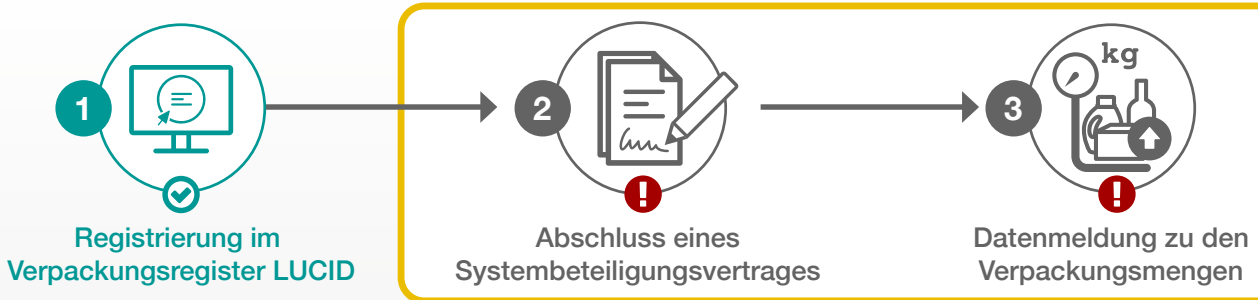 1
Registrierung im
Verpackungsregister LUCID
2
Abschluss eines
Systembeteiligungsvertrages
3
kg
Datenmeldung zu den
Verpackungsmengen